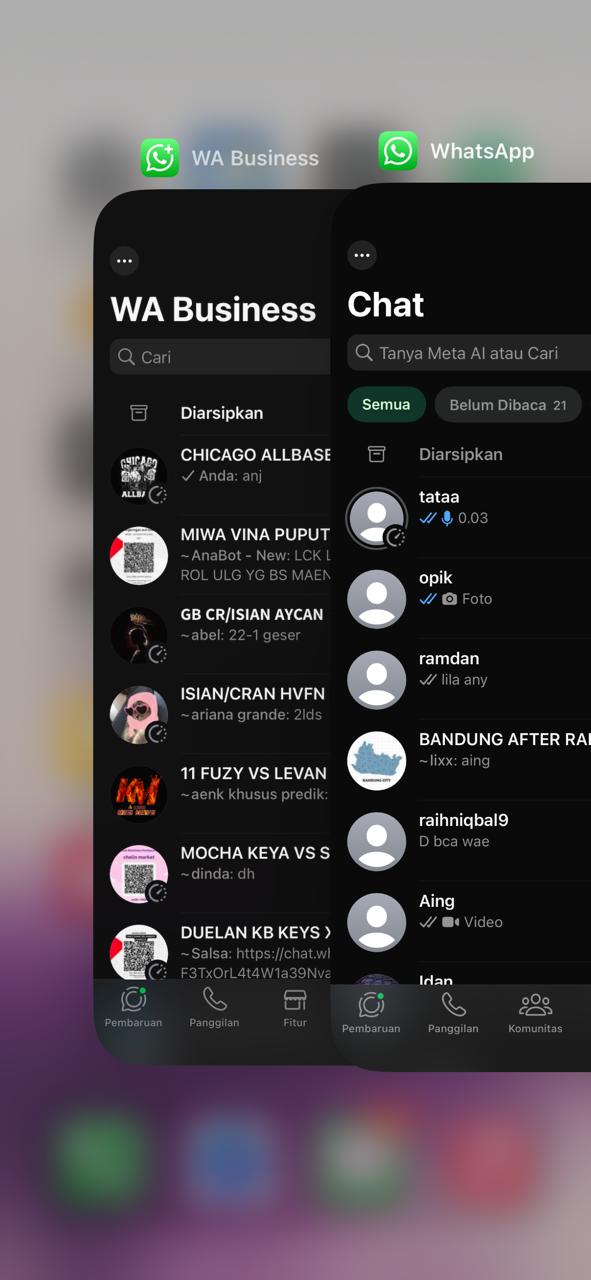 WA Business
WhatsApp
WA Business
Cari
Diarsipkan
CHICAGO ALLBASE
Anda: anj
MIWA VINA PUPUT
~AnaBot - New: LCK L
ROL ULG YG BS MAEN
GB CR/ISIAN AYCAN
~abel: 22-1 geser
ISIAN/CRAN HVFN
~ariana grande: 2lds
11 FUZY VS LEVAN
~aenk khusus predik:
MOCHA KEYA VS S
~dinda: dh
DUELAN KB KEYS X
~Salsa: https://chat.wh
F3TxOrL4t4W1a39Nva
Pembaruan
Panggilan
Fitur
Chat
Tanya Meta AI atau Cari
Semua
Belum Dibaca 21
Diarsipkan
tataa
0.03
opik
Foto
ramdan
lila any
BANDUNG AFTER RA
~lixx: aing
raihniqbal9
D bca wae
Aing
Video
Idan
Pembaruan
Panggilan
Komunitas
CHICAGO
BANDUNG CITY